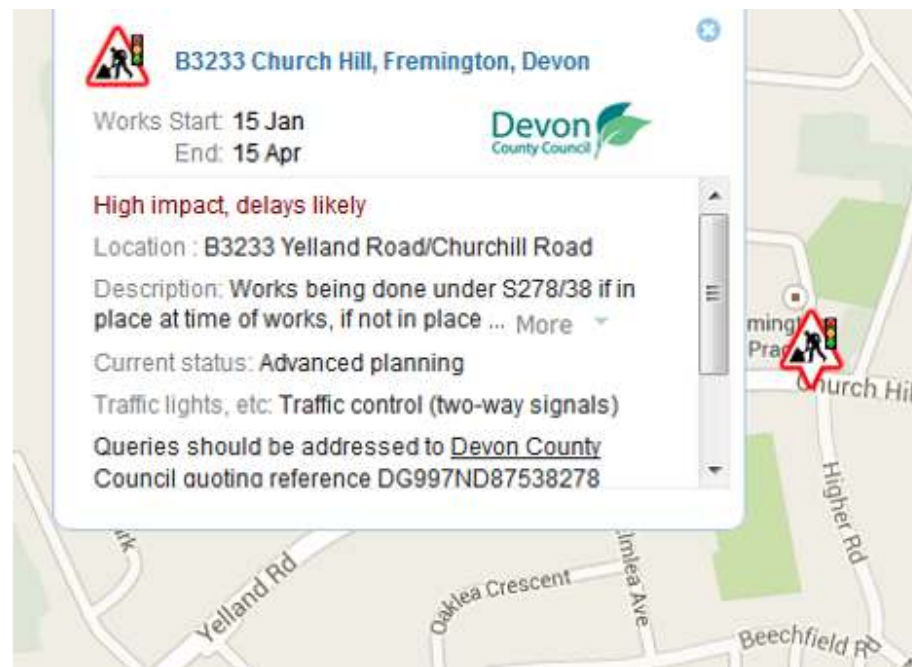 B3233 Church Hill, Fremington, Devon
Works Start: 15 Jan
End: 15 Apr
Devon
County Council
High impact, delays likely
Location : B3233 Yelland Road/Churchill Road
Description: Works being done under S278/38 if in
place at time of works, if not in place ... More
Current status: Advanced planning
Traffic lights, etc: Traffic control (two-way signals)
Queries should be addressed to Devon County
Council quoting reference DG997ND87538278
Church Hil
Higher Rd
Yelland Rd
Oaklea Crescent
Beechfield Rd